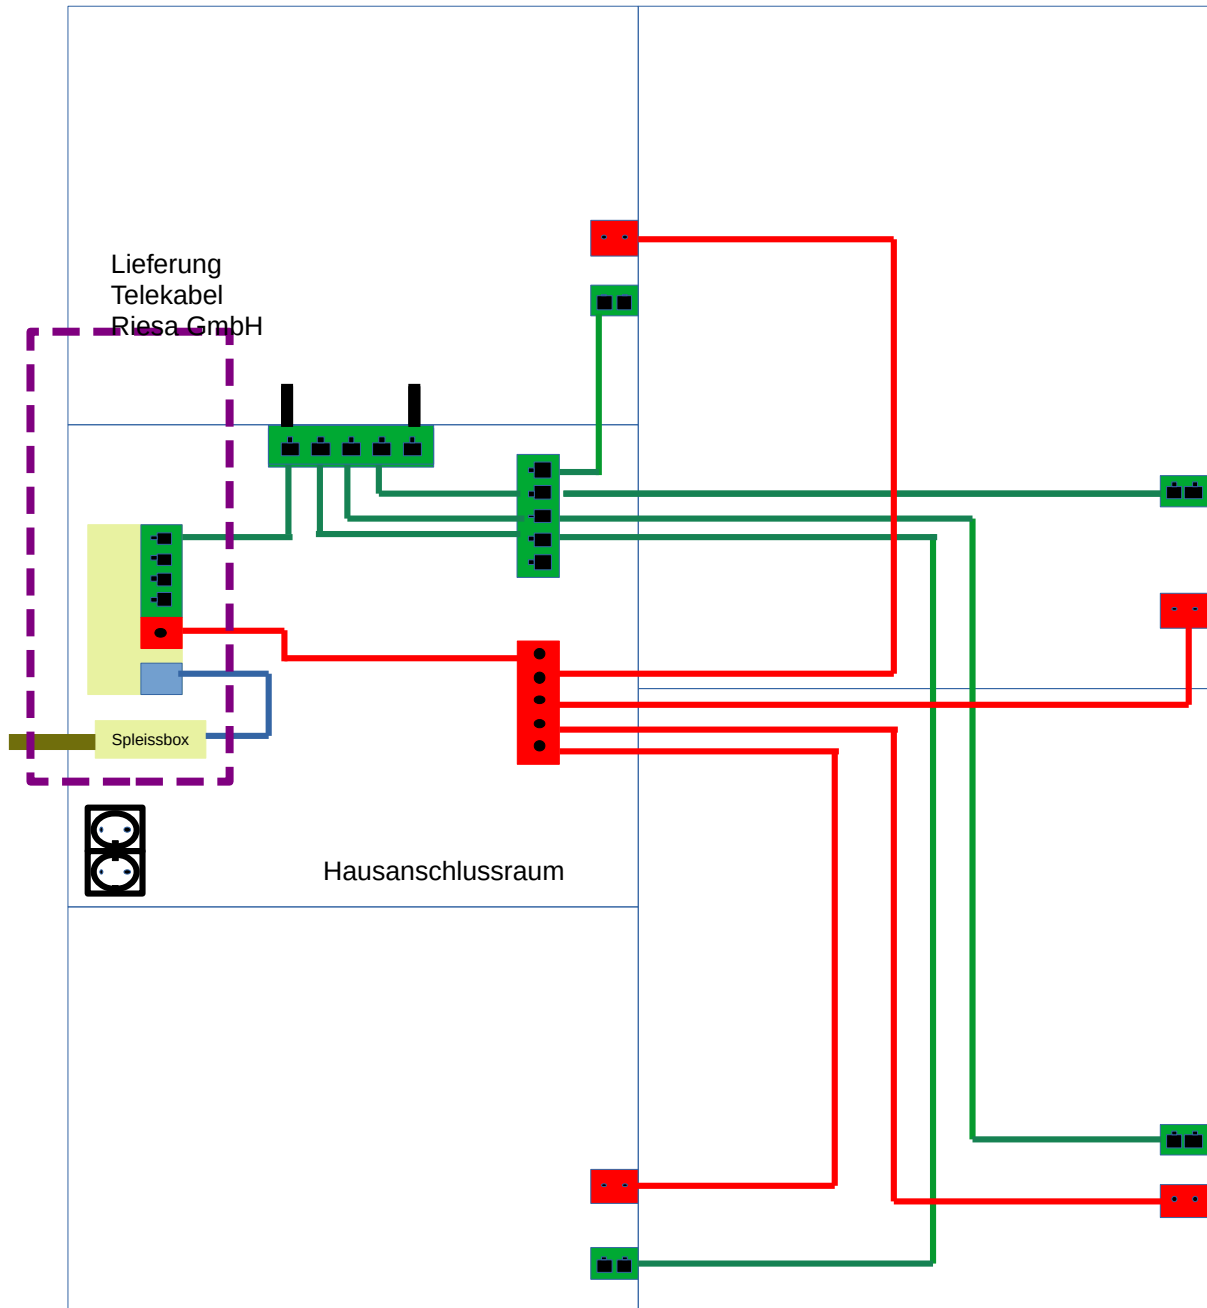 Lieferung
Telekabel
Riesa GmbH
Spleissbox
Hausanschlussraum